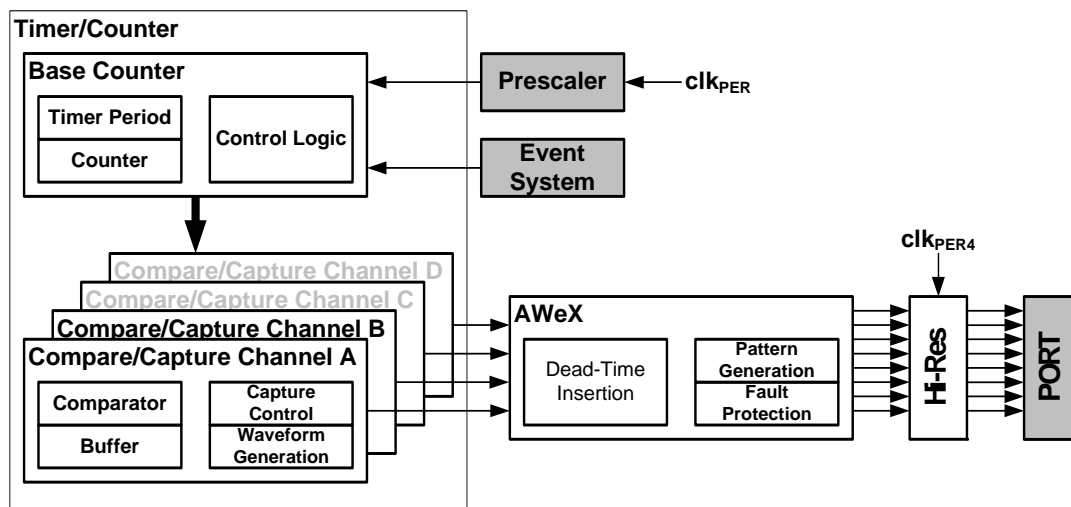 Timer/Counter
Base Counter
Timer Period
Counter
Control Logic
Prescaler
clkPER
Event
System
Compare/Capture Channel D
Compare/Capture Channel C
Compare/Capture Channel B
Compare/Capture Channel A
Comparator
Buffer
Capture
Control
Waveform
Generation
AWeX
Dead-Time
Insertion
Pattern
Generation
Fault
Protection
clkPER4
Hi-Res
PORT